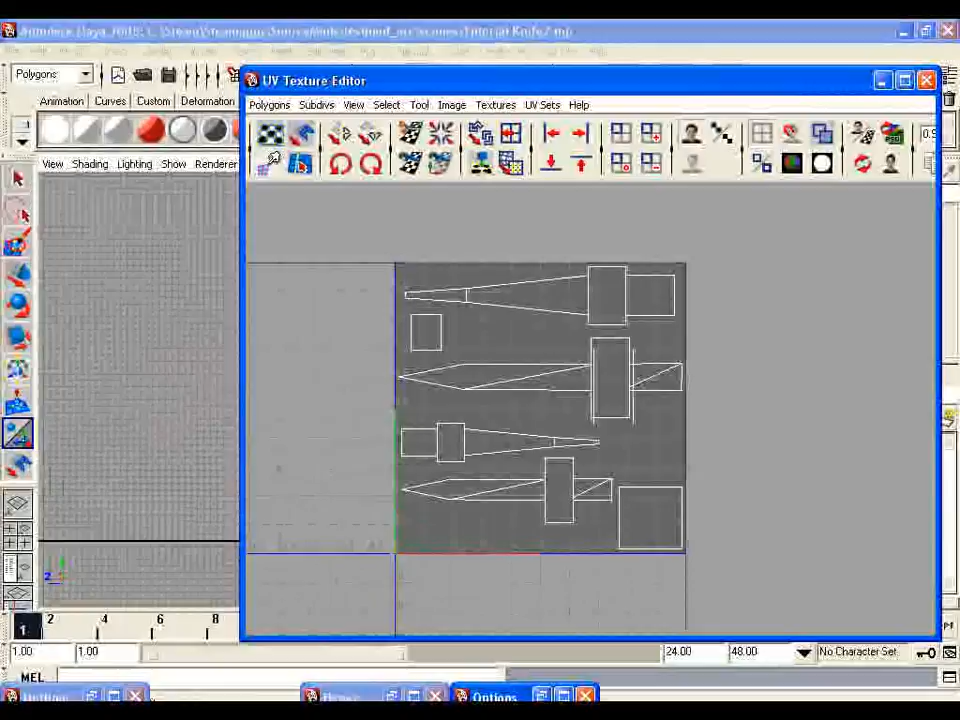 Polygons
UV Texture Editor
Polygons Subdivs View Select Tool Image Textures UV Sets Help
Animation Curves Custom Deformation
View Shading Lighting Show Renderer
1 2 4 6 8
1.00 1.00 24.00 48.00 No Character Set
MEL
Options